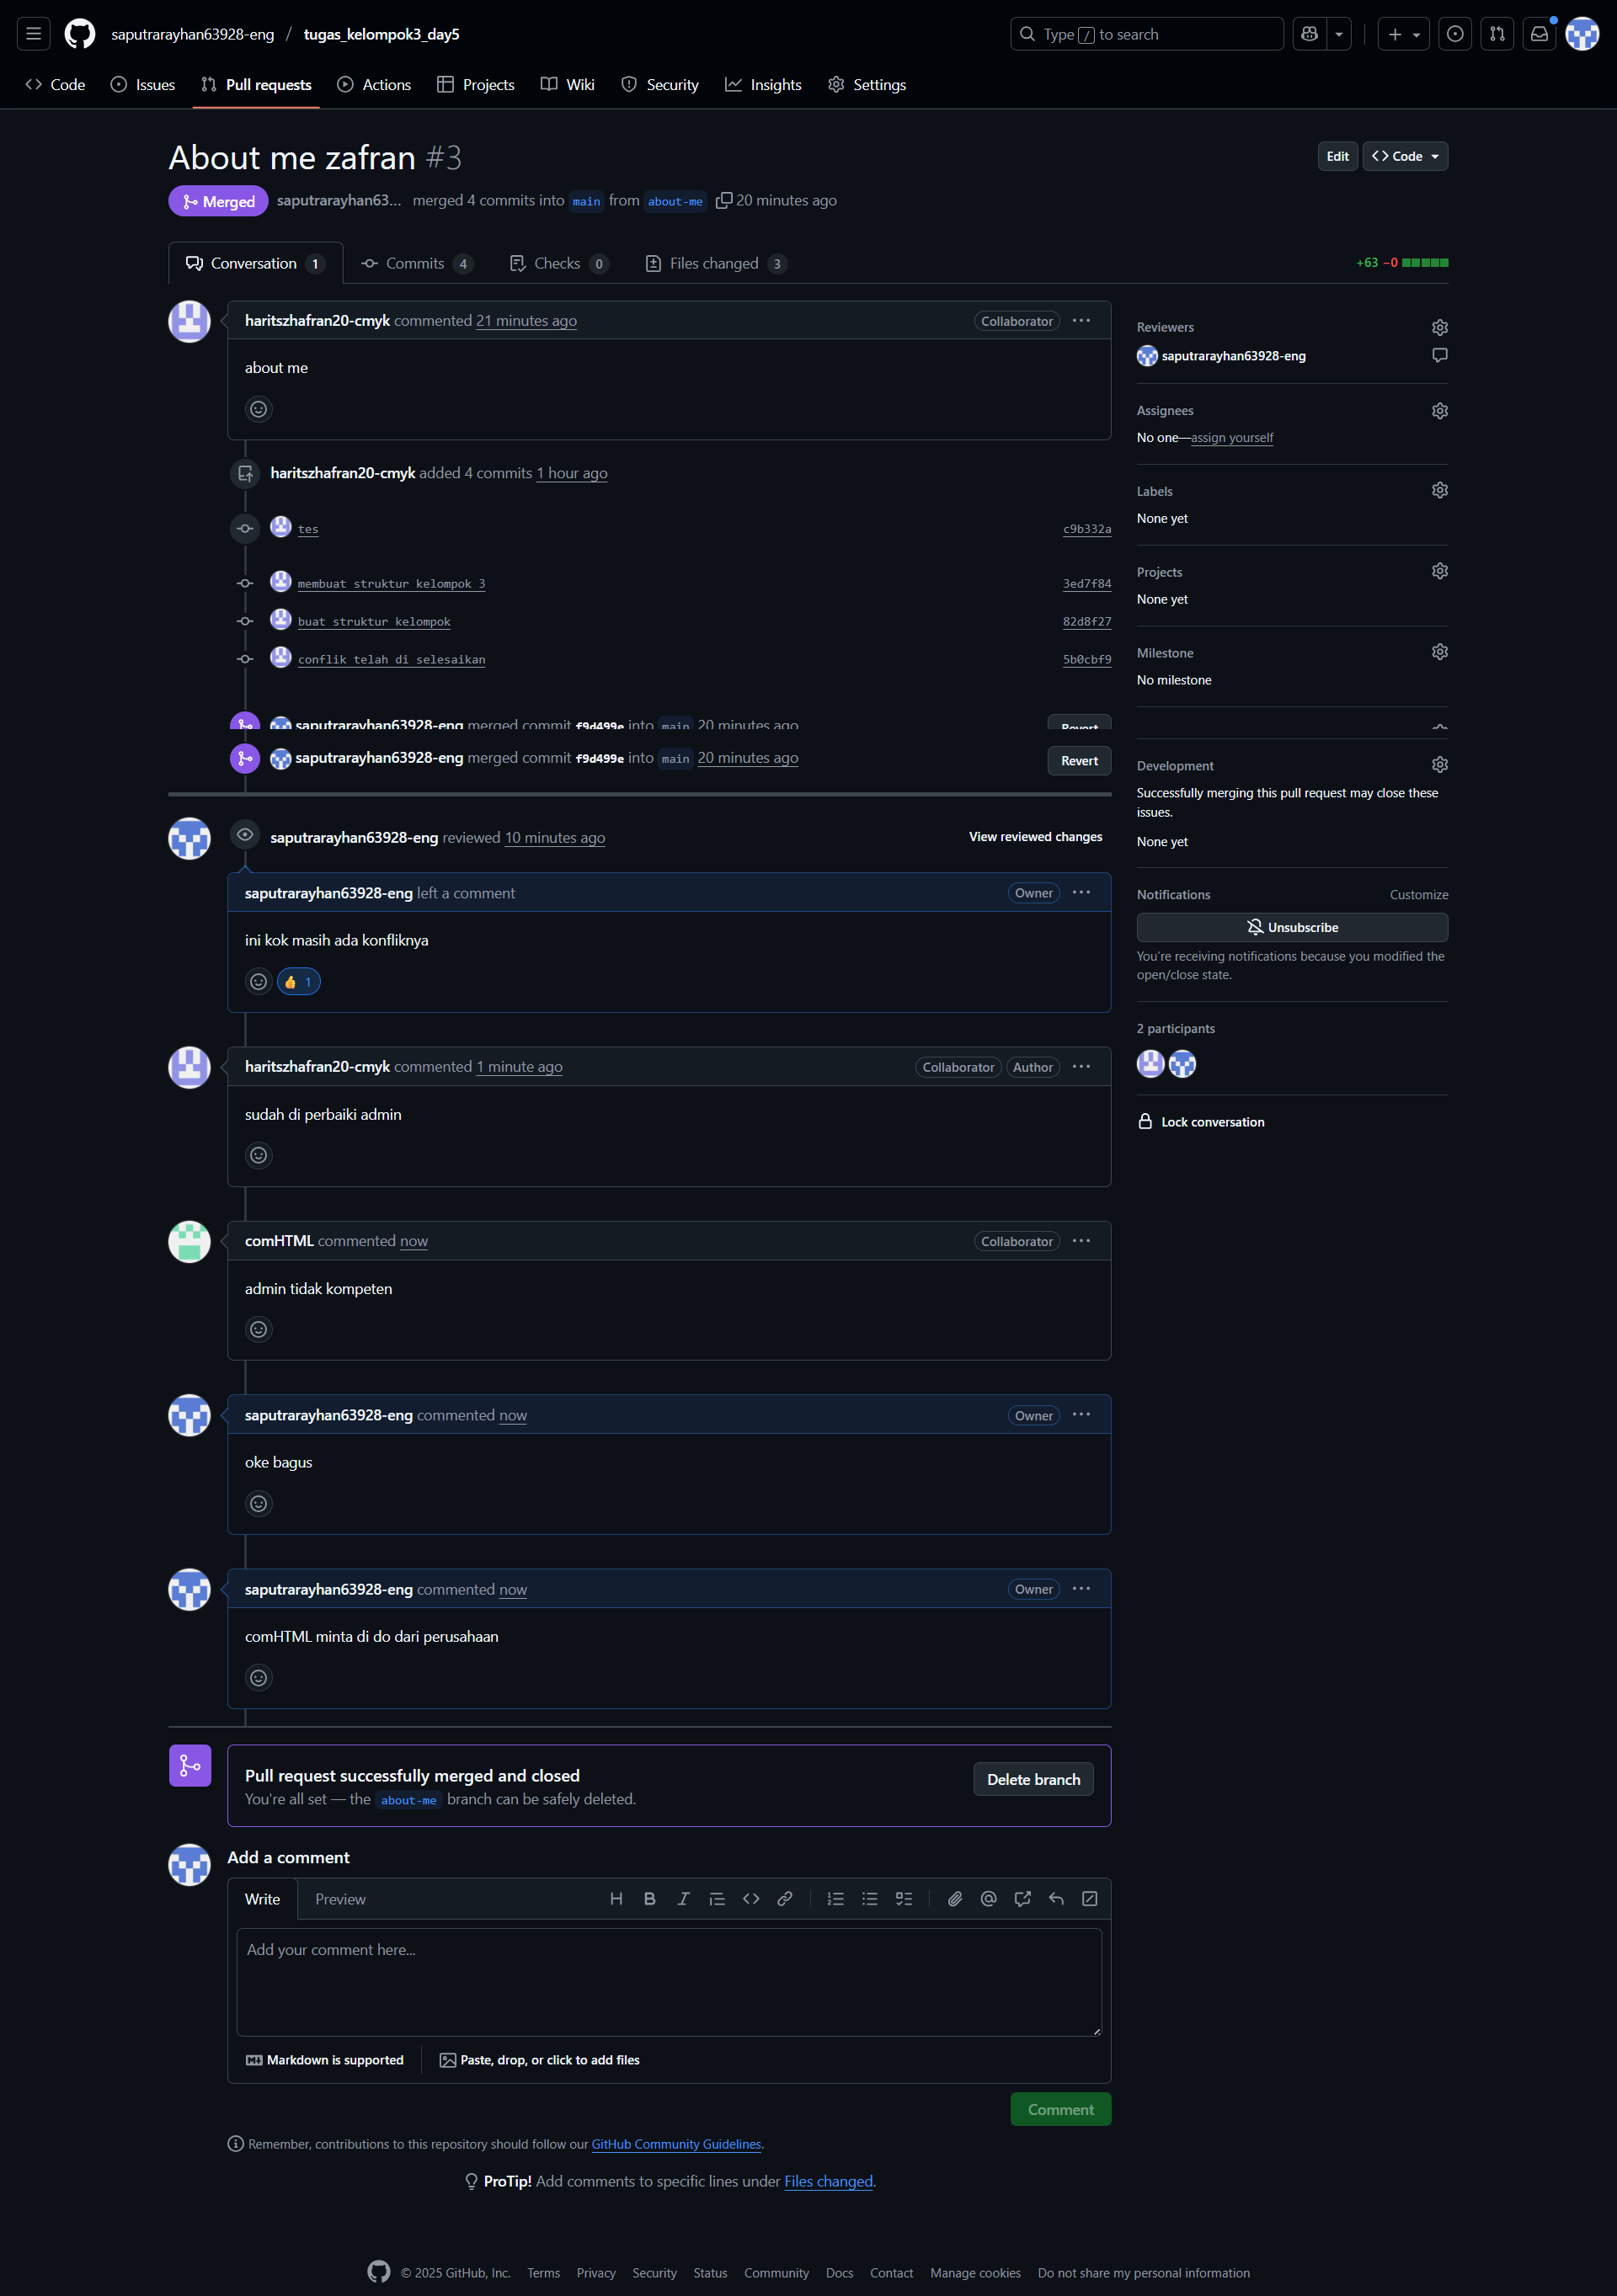 saputrarayhan63928-eng / tugas_kelompok3_day5
Type / to search
Code Issues Pull requests Actions Projects Wiki Security Insights Settings
About me zafran #3
Edit Code
Merged saputrarayhan63... merged 4 commits into main from about-me 20 minutes ago
Conversation 1 Commits 4 Checks 0 Files changed 3
+63 −0
haritszhafran20-cmyk commented 21 minutes ago Collaborator
about me
haritszhafran20-cmyk added 4 commits 1 hour ago
tes c9b332a
membuat struktur kelompok 3 3ed7f84
buat struktur kelompok 82d8f27
conflik telah di selesaikan 5b0cbf9
saputrarayhan63928-eng merged commit f9d499e into main 20 minutes ago Revert
saputrarayhan63928-eng merged commit f9d499e into main 20 minutes ago Revert
saputrarayhan63928-eng reviewed 10 minutes ago View reviewed changes
saputrarayhan63928-eng left a comment Owner
ini kok masih ada konfliknya
👍 1
haritszhafran20-cmyk commented 1 minute ago Collaborator Author
sudah di perbaiki admin
comHTML commented now Collaborator
admin tidak kompeten
saputrarayhan63928-eng commented now Owner
oke bagus
saputrarayhan63928-eng commented now Owner
comHTML minta di do dari perusahaan
Pull request successfully merged and closed
You're all set — the about-me branch can be safely deleted.
Delete branch
Add a comment
Write Preview
Add your comment here...
Markdown is supported Paste, drop, or click to add files
Comment
Remember, contributions to this repository should follow our GitHub Community Guidelines.
ProTip! Add comments to specific lines under Files changed.
Reviewers
saputrarayhan63928-eng
Assignees
No one—assign yourself
Labels
None yet
Projects
None yet
Milestone
No milestone
Development
Successfully merging this pull request may close these
issues.
None yet
Notifications Customize
Unsubscribe
You're receiving notifications because you modified the
open/close state.
2 participants
Lock conversation
© 2025 GitHub, Inc. Terms Privacy Security Status Community Docs Contact Manage cookies Do not share my personal information